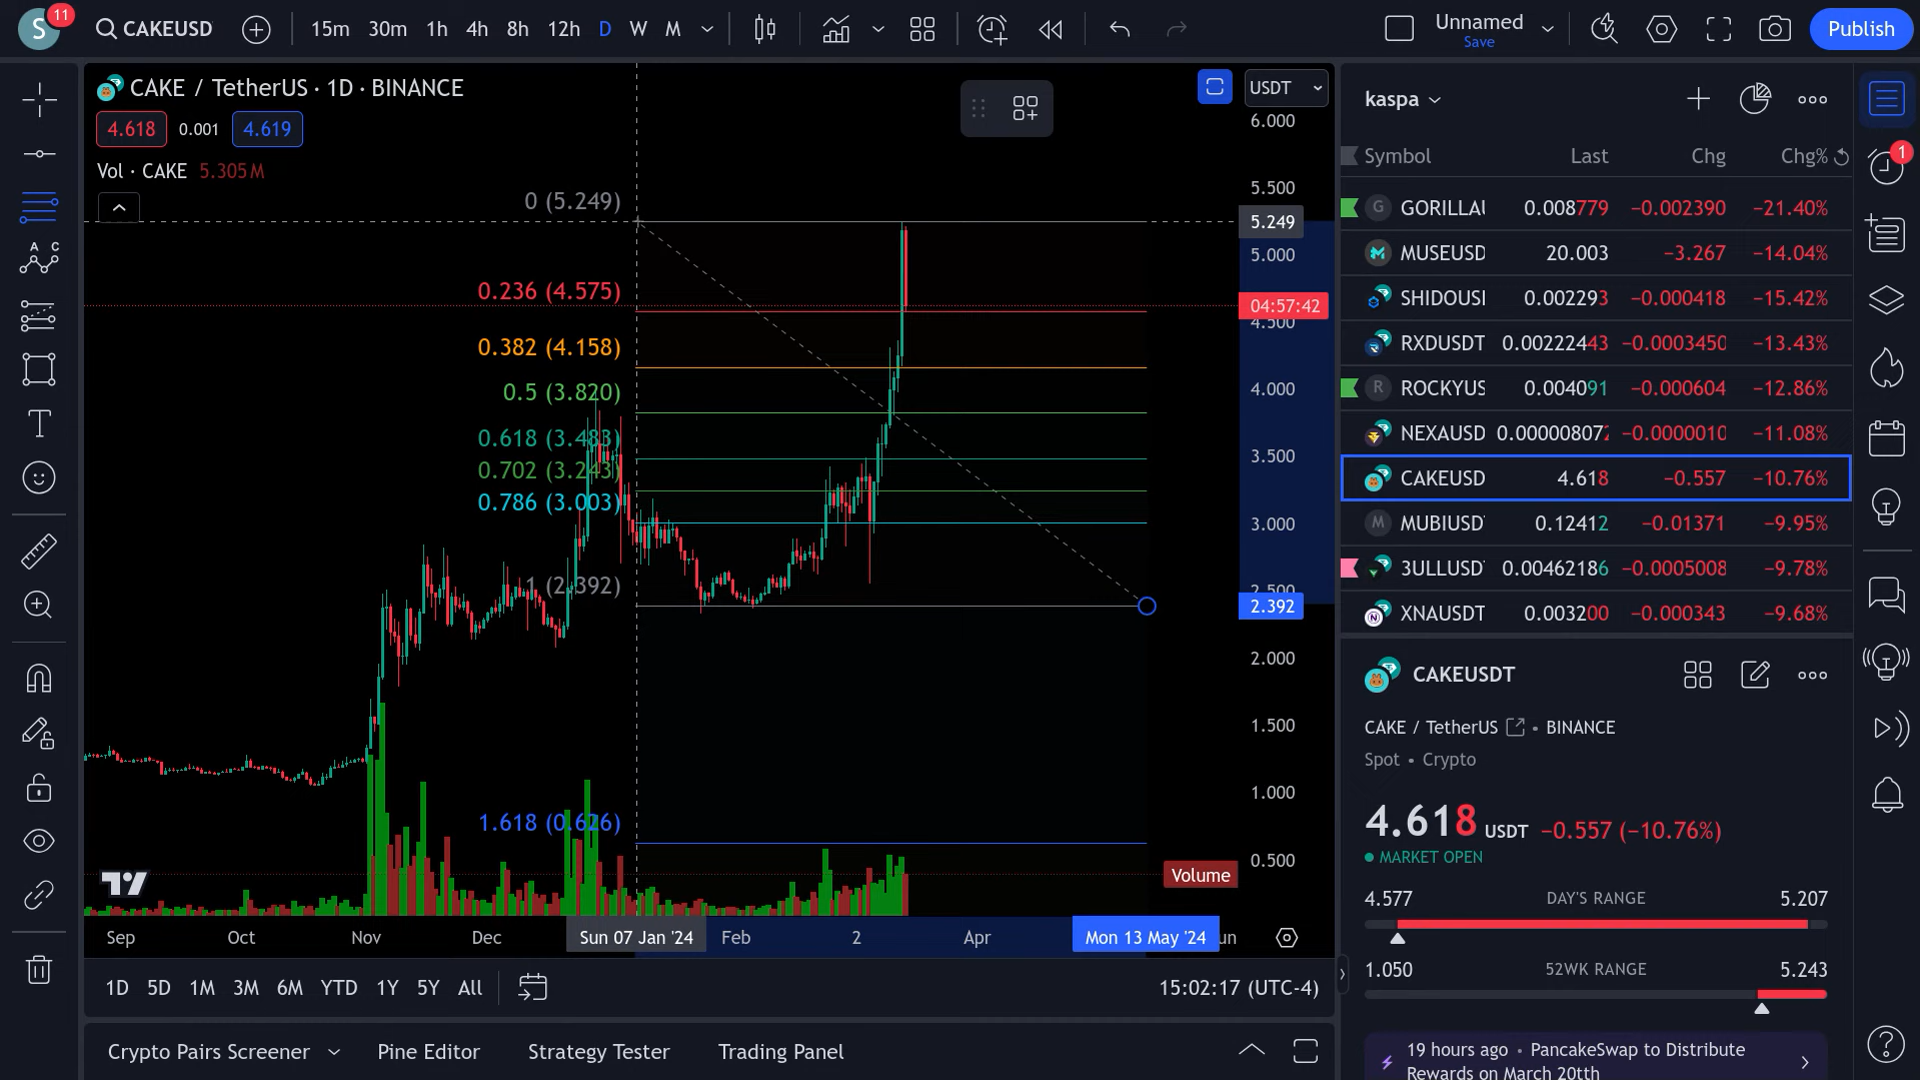 S
11
CAKEUSD
15m 30m 1h 4h 8h 12h D W M
Unnamed
Save
Publish
CAKE / TetherUS · 1D · BINANCE
4.618 0.001 4.619
Vol · CAKE 5.305M
USDT
6.000
5.500
5.249
5.000
04:57:42
4.500
4.000
3.500
3.000
2.500
2.392
2.000
1.500
1.000
0.500
0 (5.249)
0.236 (4.575)
0.382 (4.158)
0.5 (3.820)
0.618 (3.483)
0.702 (3.243)
0.786 (3.003)
1 (2.392)
1.618 (0.626)
Volume
Sep Oct Nov Dec Sun 07 Jan '24 Feb 2 Apr Mon 13 May '24 un
1D 5D 1M 3M 6M YTD 1Y 5Y All
15:02:17 (UTC-4)
Crypto Pairs Screener Pine Editor Strategy Tester Trading Panel
kaspa
Symbol Last Chg Chg%
G GORILLAU 0.008779 −0.002390 −21.40%
MUSEUSD 20.003 −3.267 −14.04%
SHIDOUSI 0.002293 −0.000418 −15.42%
RXDUSDT 0.00222443 −0.0003450 −13.43%
R ROCKYUS 0.004091 −0.000604 −12.86%
NEXAUSD 0.000008072 −0.0000010 −11.08%
CAKEUSD 4.618 −0.557 −10.76%
M MUBIUSD 0.12412 −0.01371 −9.95%
3ULLUSD 0.00462186 −0.0005008 −9.78%
XNAUSDT 0.003200 −0.000343 −9.68%
CAKEUSDT
CAKE / TetherUS • BINANCE
Spot • Crypto
4.618 USDT −0.557 (−10.76%)
MARKET OPEN
4.577 DAY'S RANGE 5.207
1.050 52WK RANGE 5.243
19 hours ago • PancakeSwap to Distribute
Rewards on March 20tth
1